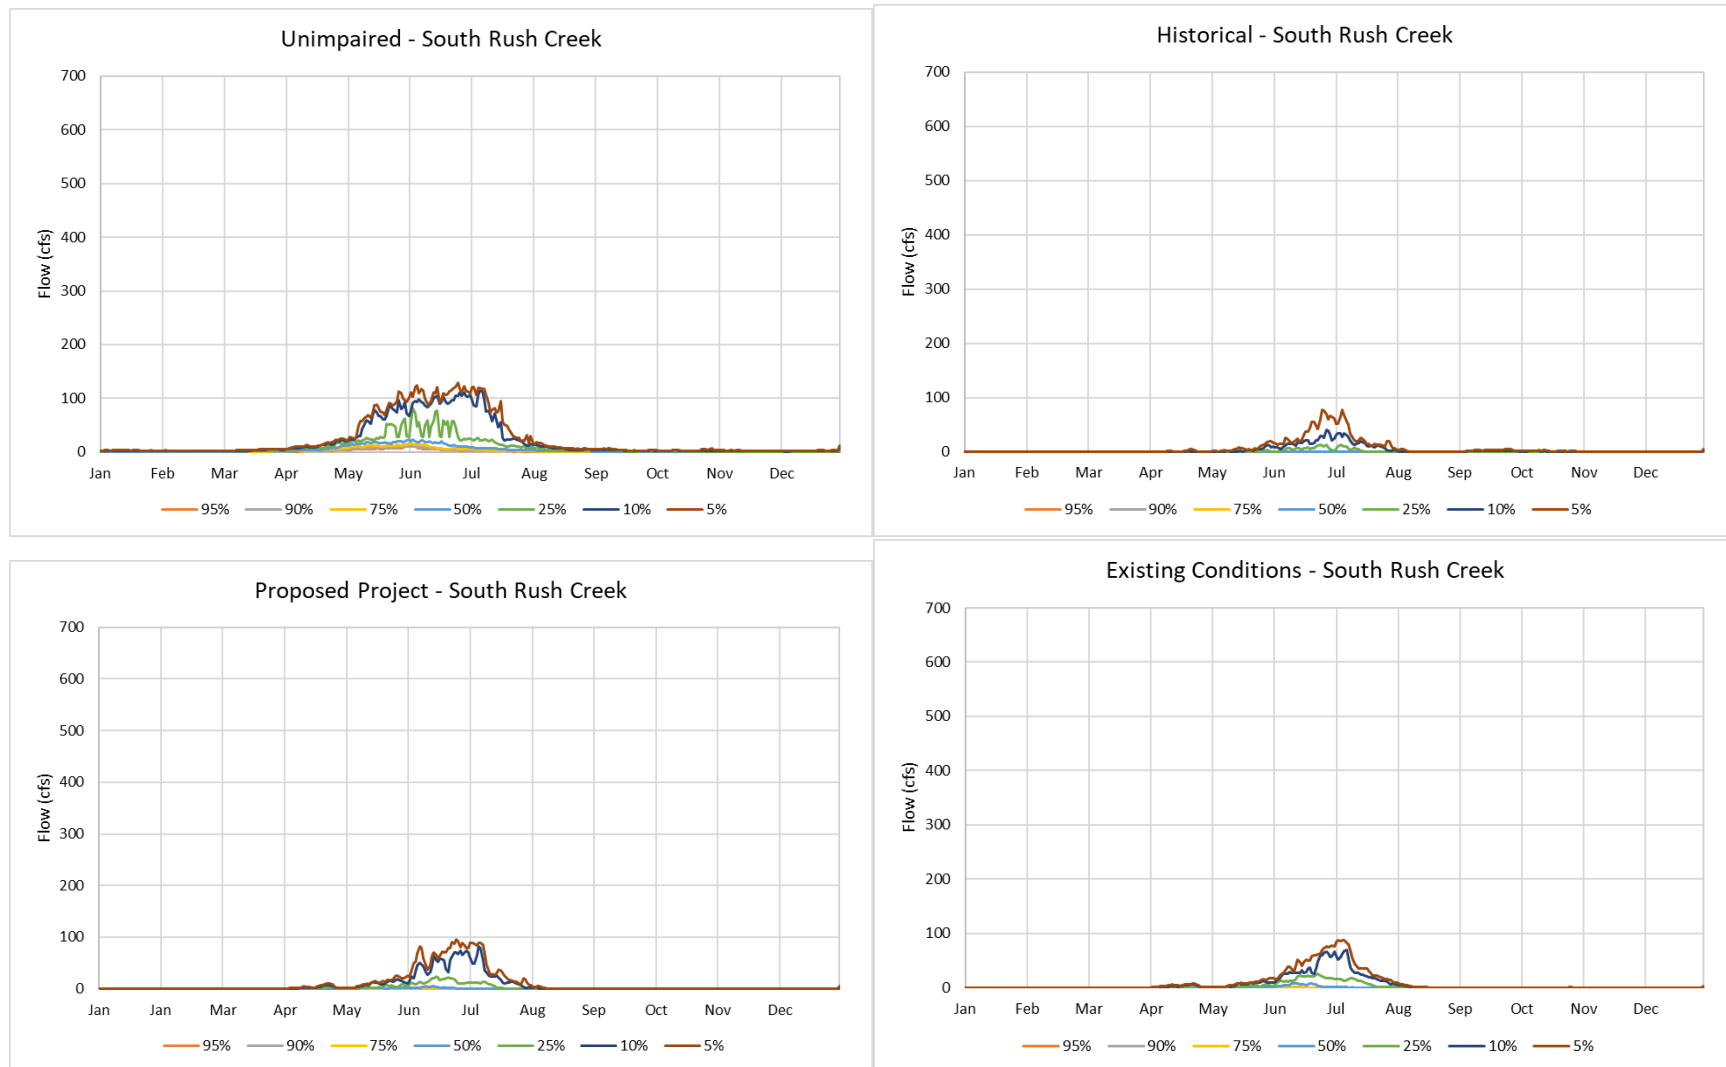 Unimpaired - South Rush Creek
700
600
500
400
300
200
100
0
Flow (cfs)
Jan Feb Mar Apr May Jun Jul Aug Sep Oct Nov Dec
95% 90% 75% 50% 25% 10% 5%
Historical - South Rush Creek
700
600
500
400
300
200
100
0
Flow (cfs)
Jan Feb Mar Apr May Jun Jul Aug Sep Oct Nov Dec
95% 90% 75% 50% 25% 10% 5%
Proposed Project - South Rush Creek
700
600
500
400
300
200
100
0
Flow (cfs)
Jan Jan Mar Apr May Jun Jul Aug Sep Oct Nov Dec
95% 90% 75% 50% 25% 10% 5%
Existing Conditions - South Rush Creek
700
600
500
400
300
200
100
0
Flow (cfs)
Jan Feb Mar Apr May Jun Jul Aug Sep Oct Nov Dec
95% 90% 75% 50% 25% 10% 5%